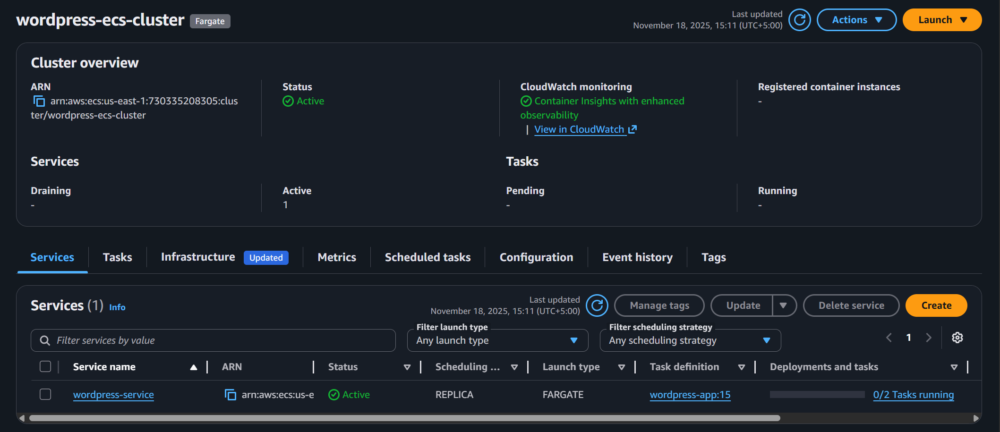 wordpress-ecs-cluster Fargate
Last updated
November 18, 2025, 15:11 (UTC+5:00)
Actions
Launch
Cluster overview
ARN
arn:aws:ecs:us-east-1:730335208305:clus
ter/wordpress-ecs-cluster
Status
Active
CloudWatch monitoring
Container Insights with enhanced
observability
| View in CloudWatch
Registered container instances
-
Services
Draining
-
Active
1
Tasks
Pending
-
Running
-
Services
Tasks
Infrastructure Updated
Metrics
Scheduled tasks
Configuration
Event history
Tags
Services (1) Info
Last updated
November 18, 2025, 15:11 (UTC+5:00)
Manage tags
Update
Delete service
Create
Filter services by value
Filter launch type
Any launch type
Filter scheduling strategy
Any scheduling strategy
1
Service name ARN Status Scheduling ... Launch type Task definition Deployments and tasks
wordpress-service arn:aws:ecs:us-e Active REPLICA FARGATE wordpress-app:15 0/2 Tasks running